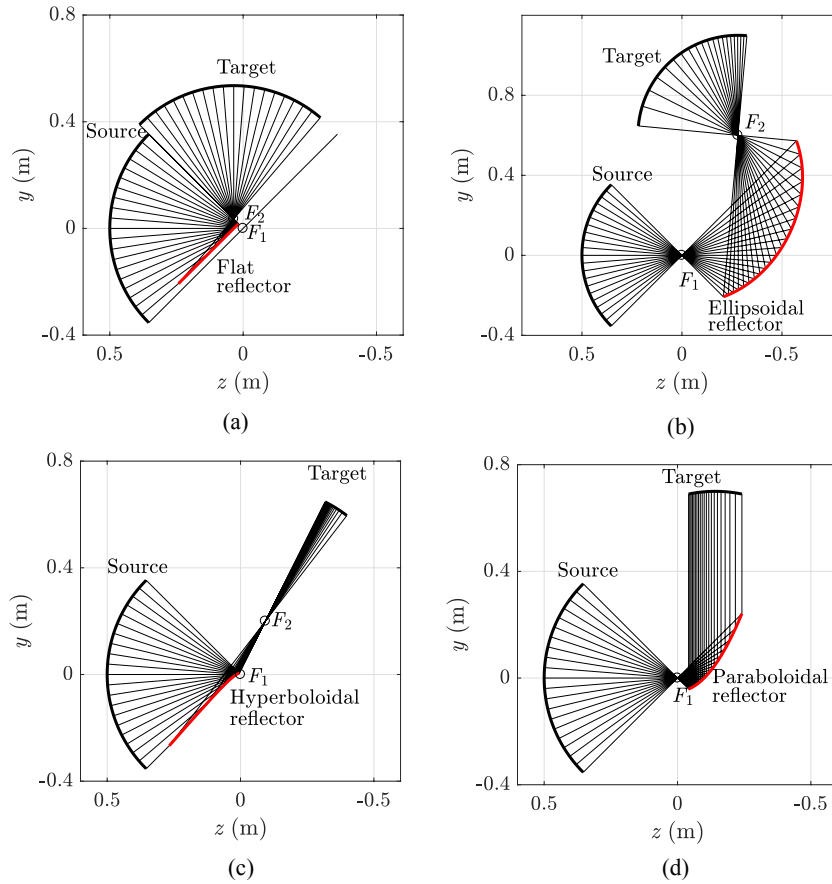 Target
0.8
Source
0.4
F2
F1
0
Flat
reflector
-0.4
0.5
0
-0.5
y (m)
z (m)
(a)
Target
0.8
F2
Source
0.4
0
F1
Ellipsoidal
reflector
-0.4
0.5
0
-0.5
y (m)
z (m)
(b)
0.8
Target
Source
0.4
F2
0
F1
Hyperboloidal
reflector
-0.4
0.5
0
-0.5
y (m)
z (m)
(c)
0.8
Target
Source
0.4
0
F1
Paraboloidal
reflector
-0.4
0.5
0
-0.5
y (m)
z (m)
(d)